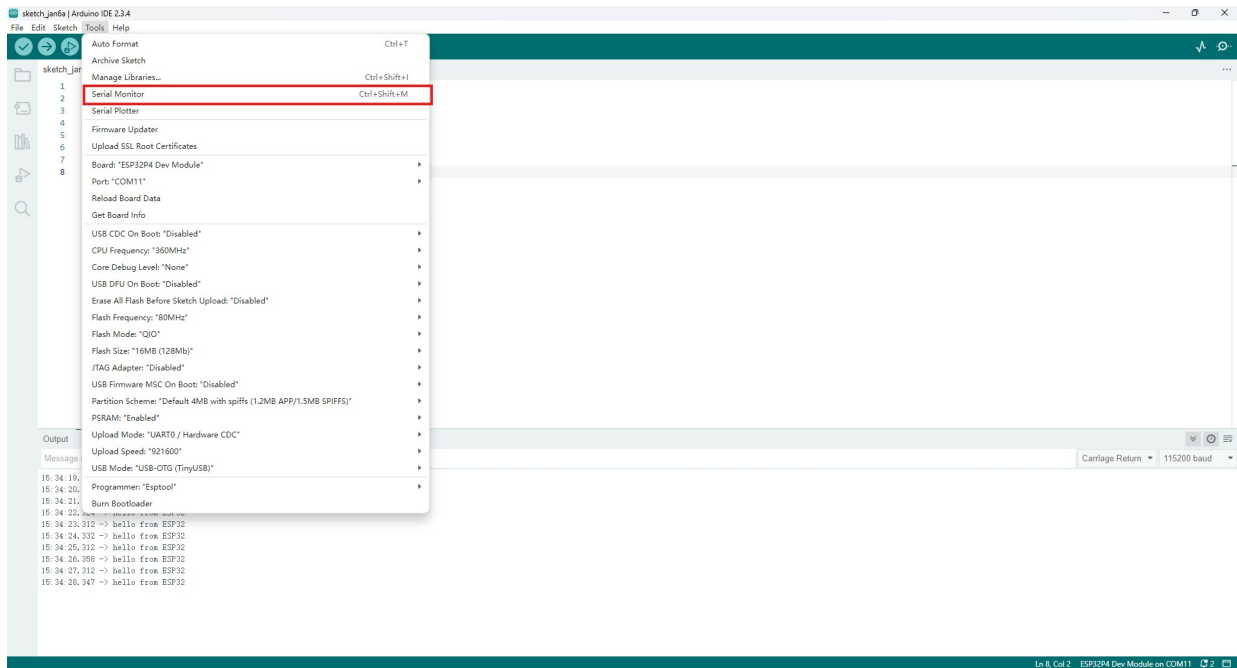 sketch_jan6a | Arduino IDE 2.3.4
File Edit Sketch Tools Help
Auto Format Ctrl+T
Archive Sketch
Manage Libraries... Ctrl+Shift+I
Serial Monitor Ctrl+Shift+M
Serial Plotter
Firmware Updater
Upload SSL Root Certificates
Board: "ESP32P4 Dev Module"
Port: "COM11"
Reload Board Data
Get Board Info
USB CDC On Boot: "Disabled"
CPU Frequency: "360MHz"
Core Debug Level: "None"
USB DFU On Boot: "Disabled"
Erase All Flash Before Sketch Upload: "Disabled"
Flash Frequency: "80MHz"
Flash Mode: "QIO"
Flash Size: "16MB (128Mb)"
JTAG Adapter: "Disabled"
USB Firmware MSC On Boot: "Disabled"
Partition Scheme: "Default 4MB with spiffs (1.2MB APP/1.5MB SPIFFS)"
PSRAM: "Enabled"
Upload Mode: "UART0 / Hardware CDC"
Upload Speed: "921600"
USB Mode: "USB-OTG (TinyUSB)"
Programmer: "Esptool"
Burn Bootloader
sketch_jar
1
2
3
4
5
6
7
8
Output
Message
Carriage Return 115200 baud
15:34:19.
15:34:20.
15:34:21.
15:34:22.
15:34:23.312 -> hello from ESP32
15:34:24.332 -> hello from ESP32
15:34:25.312 -> hello from ESP32
15:34:26.358 -> hello from ESP32
15:34:27.312 -> hello from ESP32
15:34:28.347 -> hello from ESP32
Ln 8, Col 2 ESP32P4 Dev Module on COM11 2